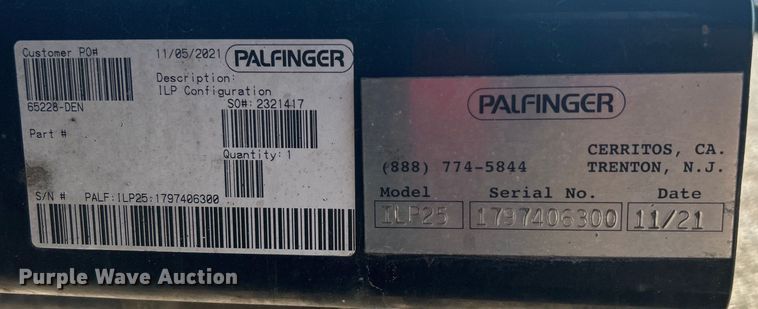 Customer PO#
11/05/2021
PALFINGER
Description:
ILP Configuration
65228-DEN
SO#: 2321417
Part #
Quantity: 1
S/N # PALF:ILP25:1797406300
PALFINGER
CERRITOS, CA.
(888) 774-5844 TRENTON, N.J.
Model Serial No. Date
ILP25 1797406300 11/21
Purple Wave Auction